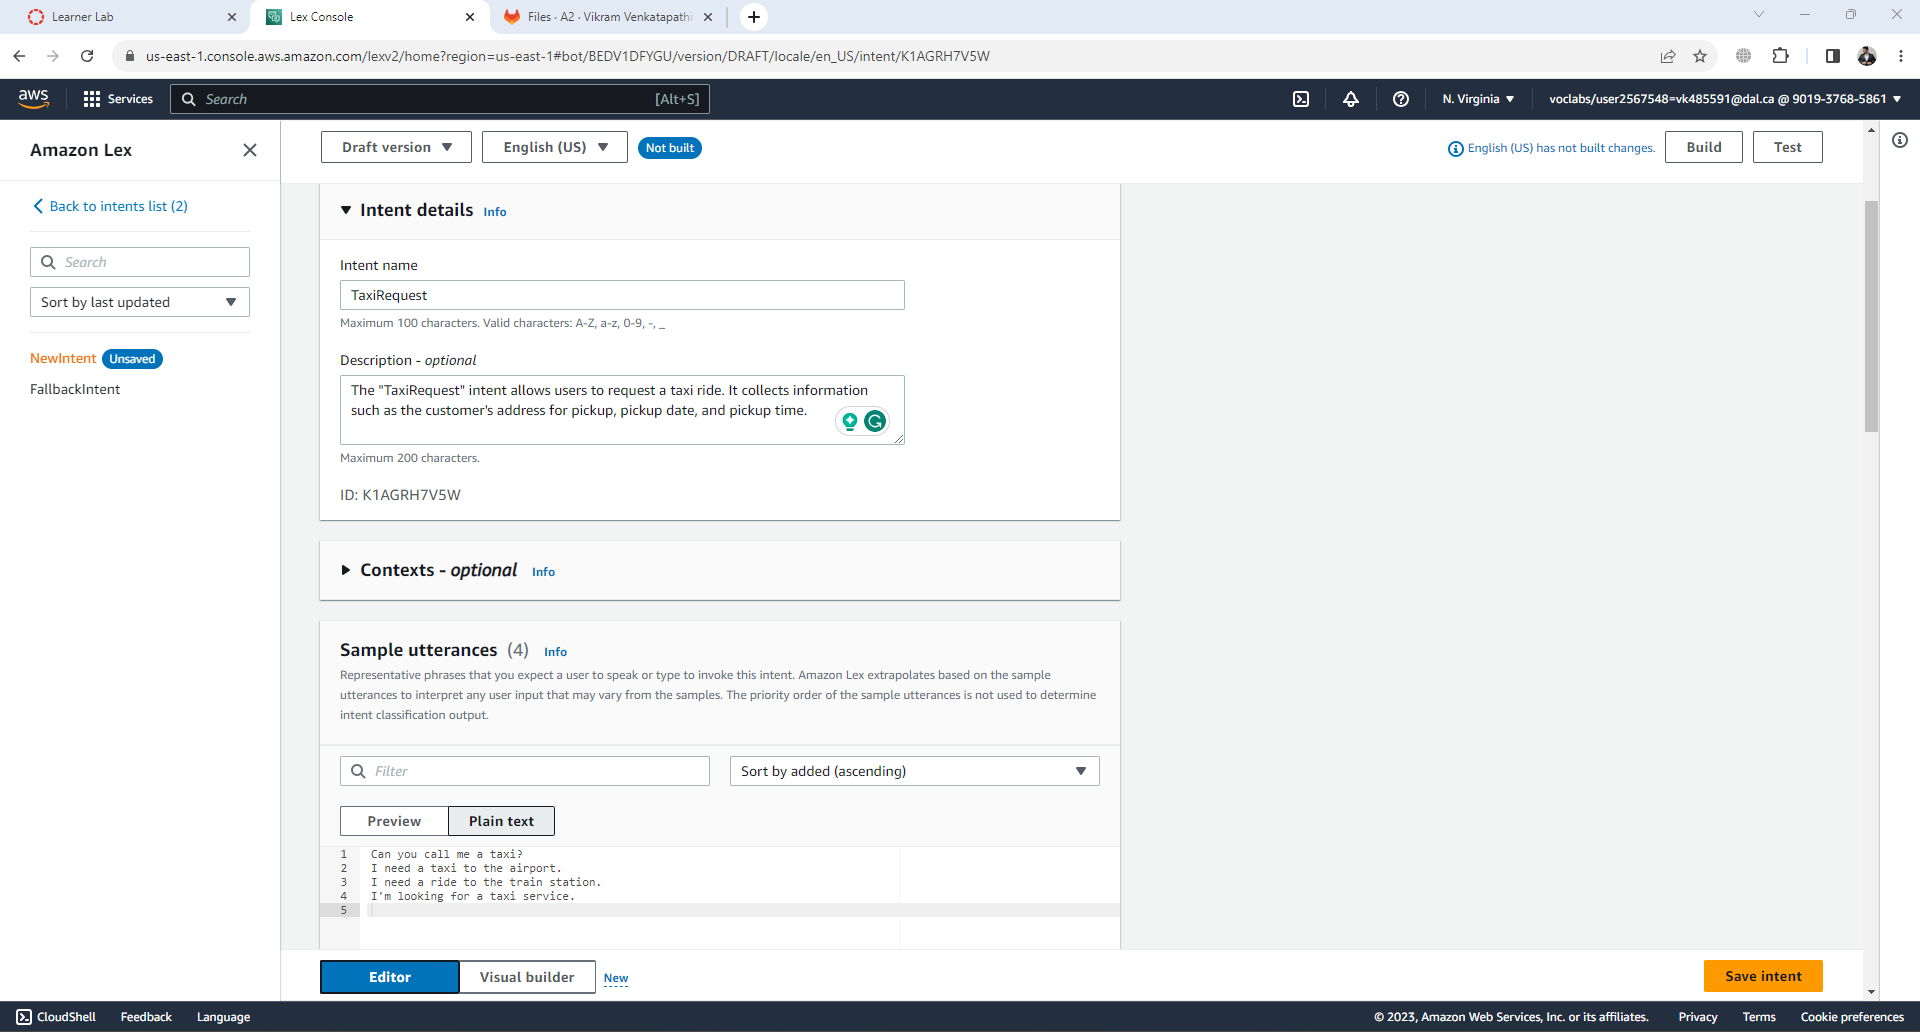 Learner Lab
Lex Console
Files · A2 · Vikram Venkatapathi
us-east-1.console.aws.amazon.com/lexv2/home?region=us-east-1#bot/BEDV1DFYGU/version/DRAFT/locale/en_US/intent/K1AGRH7V5W
aws
Services
Search
[Alt+S]
N. Virginia
voclabs/user2567548=vk485591@dal.ca @ 9019-3768-5861
Amazon Lex
Draft version
English (US)
Not built
English (US) has not built changes.
Build
Test
Back to intents list (2)
Search
Sort by last updated
NewIntent
Unsaved
FallbackIntent
Intent details Info
Intent name
TaxiRequest
Maximum 100 characters. Valid characters: A-Z, a-z, 0-9, -, _
Description - optional
The "TaxiRequest" intent allows users to request a taxi ride. It collects information
such as the customer's address for pickup, pickup date, and pickup time.
Maximum 200 characters.
ID: K1AGRH7V5W
Contexts - optional Info
Sample utterances (4) Info
Representative phrases that you expect a user to speak or type to invoke this intent. Amazon Lex extrapolates based on the sample
utterances to interpret any user input that may vary from the samples. The priority order of the sample utterances is not used to determine
intent classification output.
Filter
Sort by added (ascending)
Preview
Plain text
1 Can you call me a taxi?
2 I need a taxi to the airport.
3 I need a ride to the train station.
4 I'm looking for a taxi service.
5
Editor
Visual builder
New
Save intent
CloudShell
Feedback
Language
© 2023, Amazon Web Services, Inc. or its affiliates.
Privacy
Terms
Cookie preferences